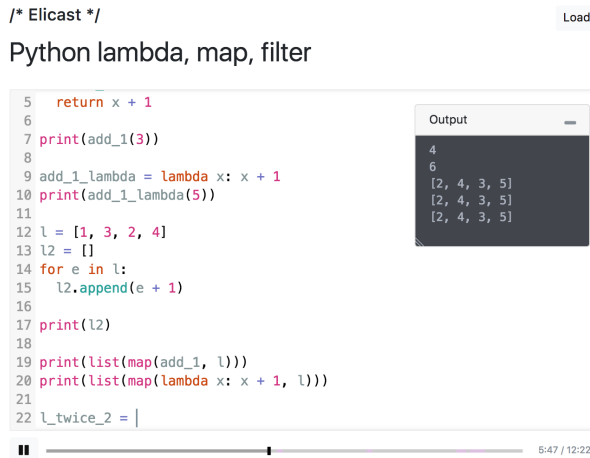 /* Elicast */
Load
Python lambda, map, filter
5 return x + 1
6
7 print(add_1(3))
8
9 add_1_lambda = lambda x: x + 1
10 print(add_1_lambda(5))
11
12 l = [1, 3, 2, 4]
13 l2 = []
14 for e in l:
15 l2.append(e + 1)
16
17 print(l2)
18
19 print(list(map(add_1, l)))
20 print(list(map(lambda x: x + 1, l)))
21
22 l_twice_2 =
Output
4
6
[2, 4, 3, 5]
[2, 4, 3, 5]
[2, 4, 3, 5]
5:47 / 12:22